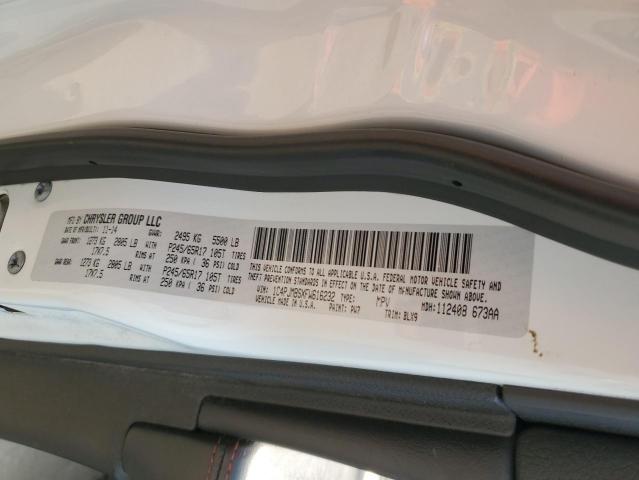 MFG BY: CHRYSLER GROUP LLC
DATE OF MFR/BUILT: 11-14 GVWR: 2495 KG 5500 LB
GAWR FRONT: 1273 KG 2805 LB WITH P245/65R17 105T TIRES
17X7.5 RIMS AT 250 KPA ( 36 PSI) COLD
GAWR REAR: 1273 KG 2805 LB WITH P245/65R17 105T TIRES
17X7.5 RIMS AT 250 KPA ( 36 PSI) COLD
THIS VEHICLE CONFORMS TO ALL APPLICABLE U.S.A. FEDERAL MOTOR VEHICLE SAFETY AND
THEFT PREVENTION STANDARDS IN EFFECT ON THE DATE OF MANUFACTURE SHOWN ABOVE.
TYPE: MPV MDH: 112408 673AA
VIN: PAINT: PW7 TRIM: BLX9